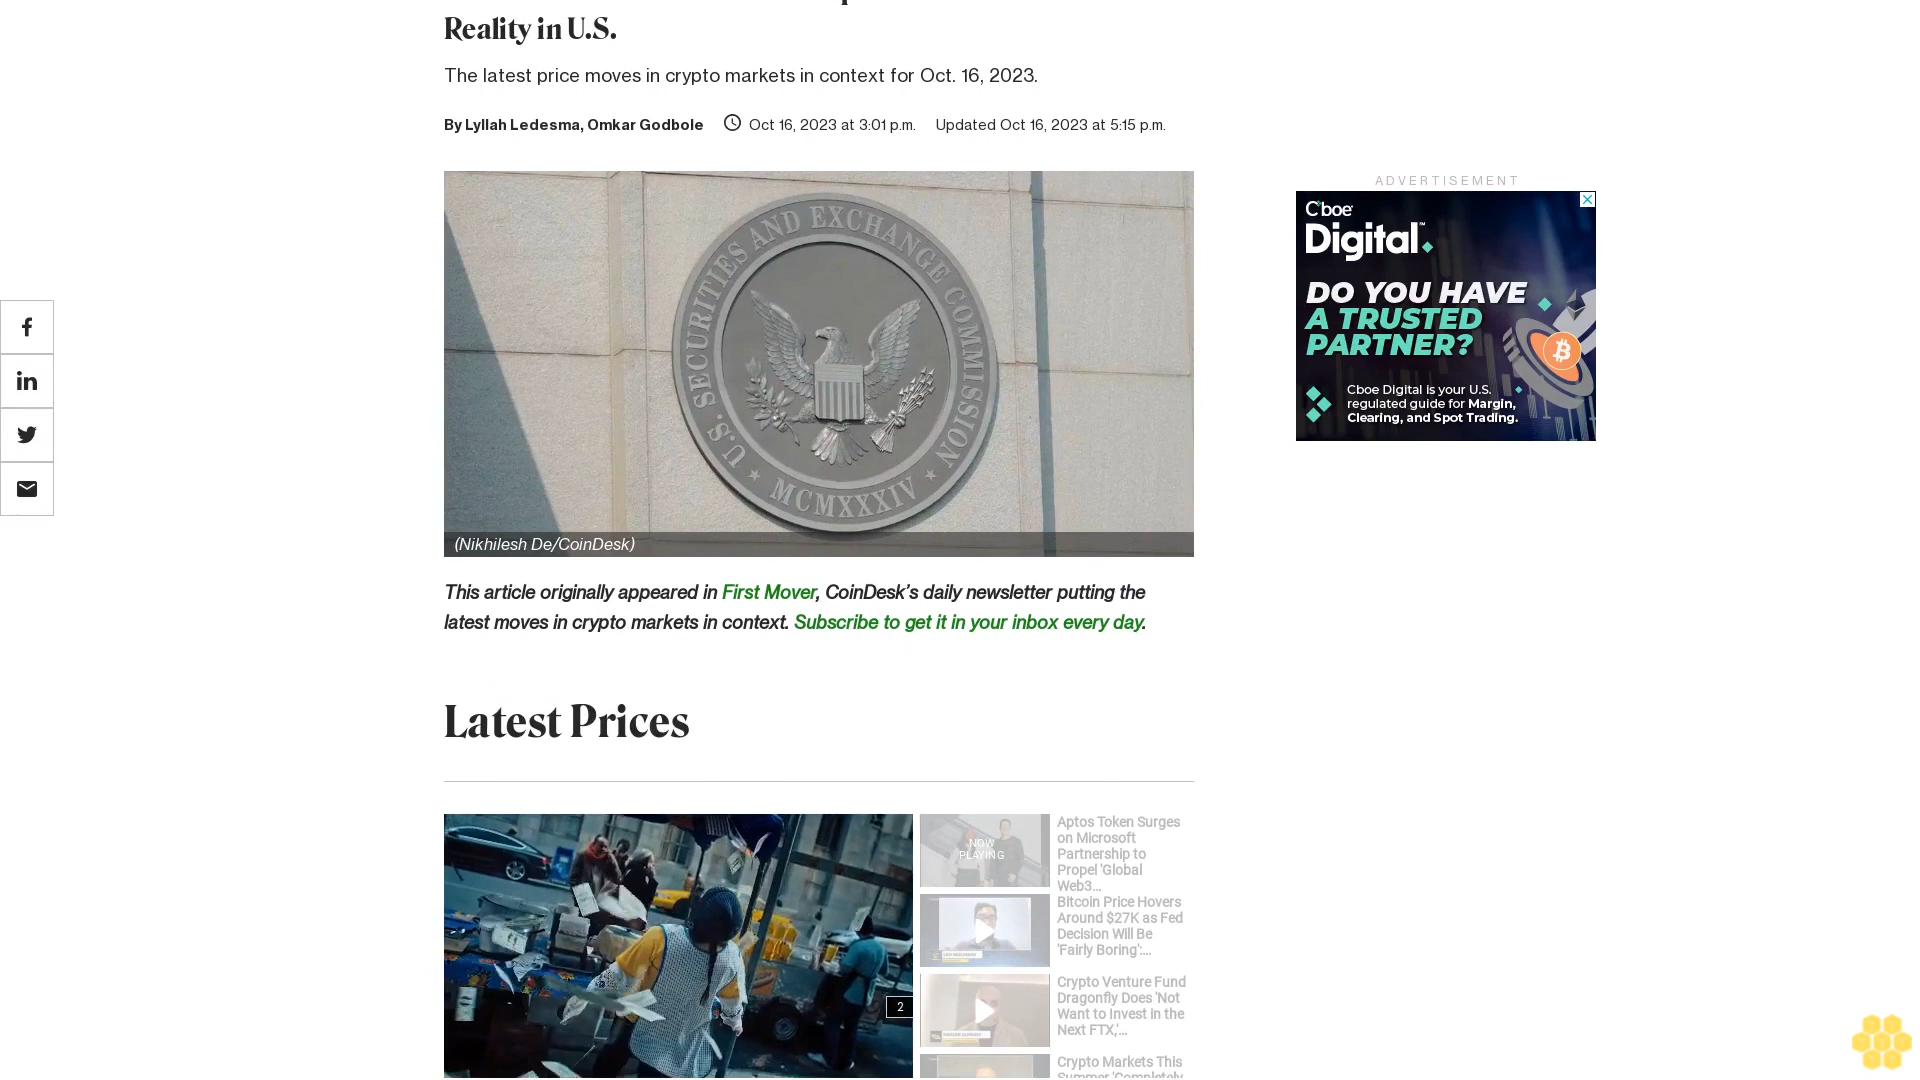 Reality in U.S.
The latest price moves in crypto markets in context for Oct. 16, 2023.
By Lyllah Ledesma, Omkar Godbole
Oct 16, 2023 at 3:01 p.m.
Updated Oct 16, 2023 at 5:15 p.m.
U.S. SECURITIES AND EXCHANGE COMMISSION
MCMXXXIV
(Nikhilesh De/CoinDesk)
ADVERTISEMENT
Cboe
Digital™
DO YOU HAVE
A TRUSTED
PARTNER?
Cboe Digital is your U.S.
regulated guide for Margin,
Clearing, and Spot Trading.
This article originally appeared in First Mover, CoinDesk’s daily newsletter putting the
latest moves in crypto markets in context. Subscribe to get it in your inbox every day.
Latest Prices
2
NOW
PLAYING
Aptos Token Surges
on Microsoft
Partnership to
Propel 'Global
Web3...
Bitcoin Price Hovers
Around $27K as Fed
Decision Will Be
'Fairly Boring':...
Crypto Venture Fund
Dragonfly Does 'Not
Want to Invest in the
Next FTX,'...
Crypto Markets This
Summer 'Completely